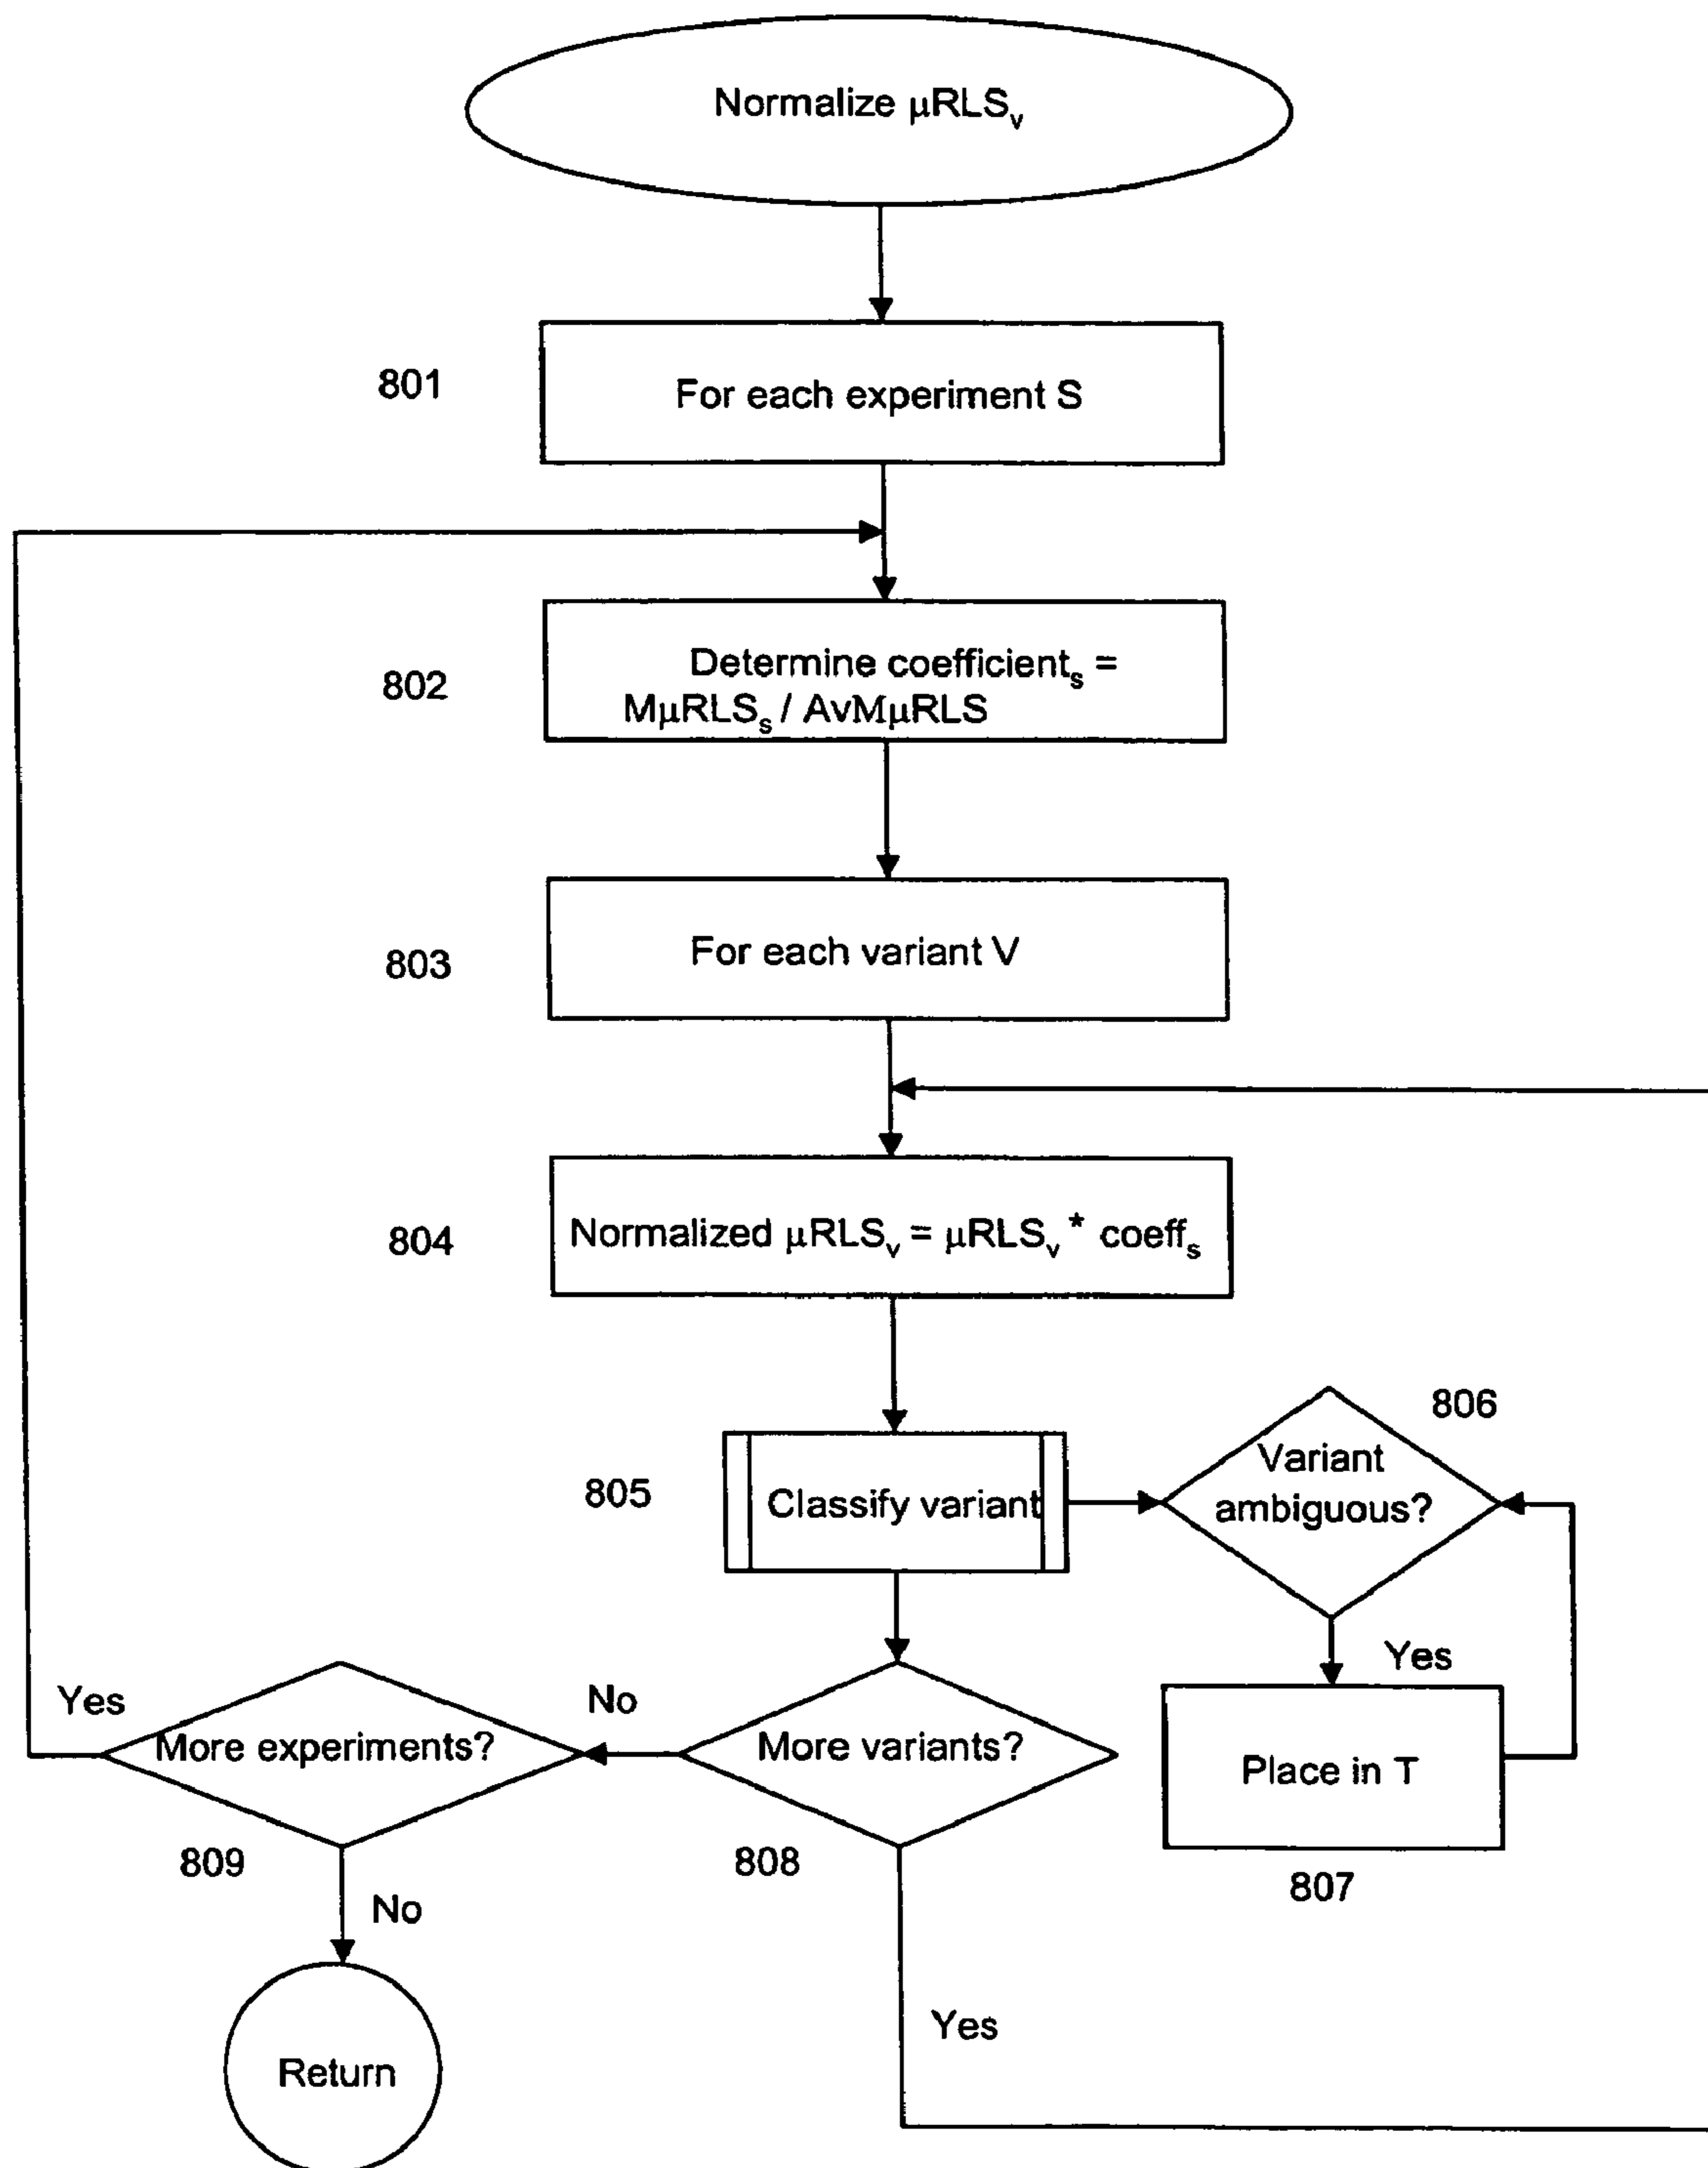 Normalize μRLSv
801
For each experiment S
802
Determine coefficients =
MμRLSs / AvMμRLS
803
For each variant V
804
Normalized μRLSv = μRLSv * coeffs
805
Classify variant
806
Variant
ambiguous?
Yes
Place in T
807
More variants?
808
No
Yes
More experiments?
809
Yes
No
Return